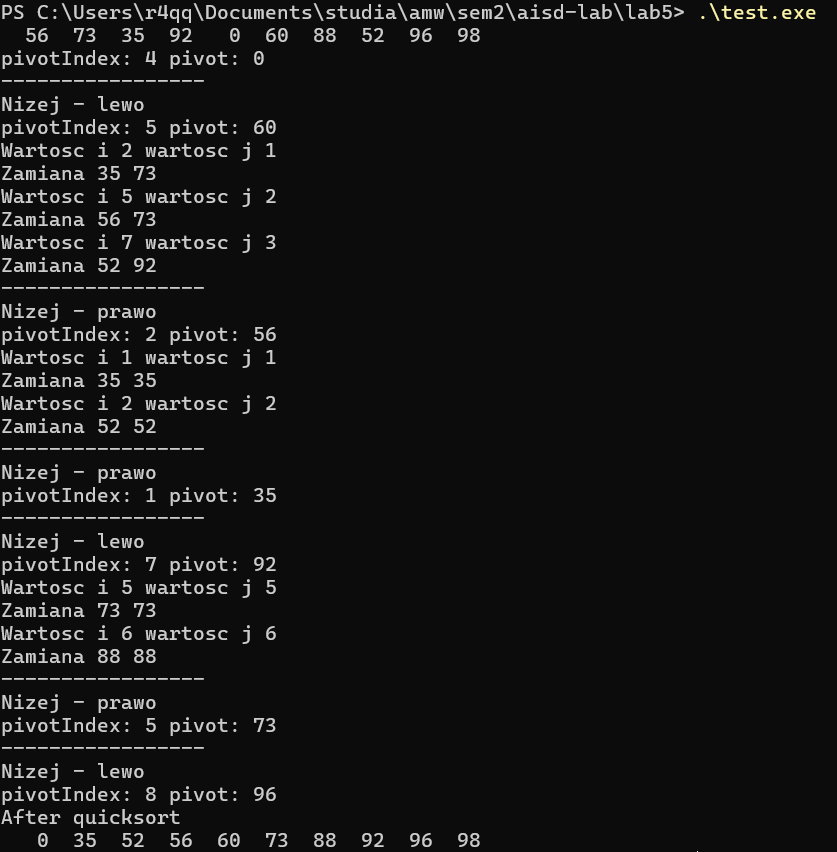 PS C:\Users\r4qq\Documents\studia\amw\sem2\aisd-lab\lab5> .\test.exe
56 73 35 92 0 60 88 52 96 98
pivotIndex: 4 pivot: 0
-----------------
Nizej - lewo
pivotIndex: 5 pivot: 60
Wartosc i 2 wartosc j 1
Zamiana 35 73
Wartosc i 5 wartosc j 2
Zamiana 56 73
Wartosc i 7 wartosc j 3
Zamiana 52 92
-----------------
Nizej - prawo
pivotIndex: 2 pivot: 56
Wartosc i 1 wartosc j 1
Zamiana 35 35
Wartosc i 2 wartosc j 2
Zamiana 52 52
-----------------
Nizej - prawo
pivotIndex: 1 pivot: 35
-----------------
Nizej - lewo
pivotIndex: 7 pivot: 92
Wartosc i 5 wartosc j 5
Zamiana 73 73
Wartosc i 6 wartosc j 6
Zamiana 88 88
-----------------
Nizej - prawo
pivotIndex: 5 pivot: 73
-----------------
Nizej - lewo
pivotIndex: 8 pivot: 96
After quicksort
0 35 52 56 60 73 88 92 96 98